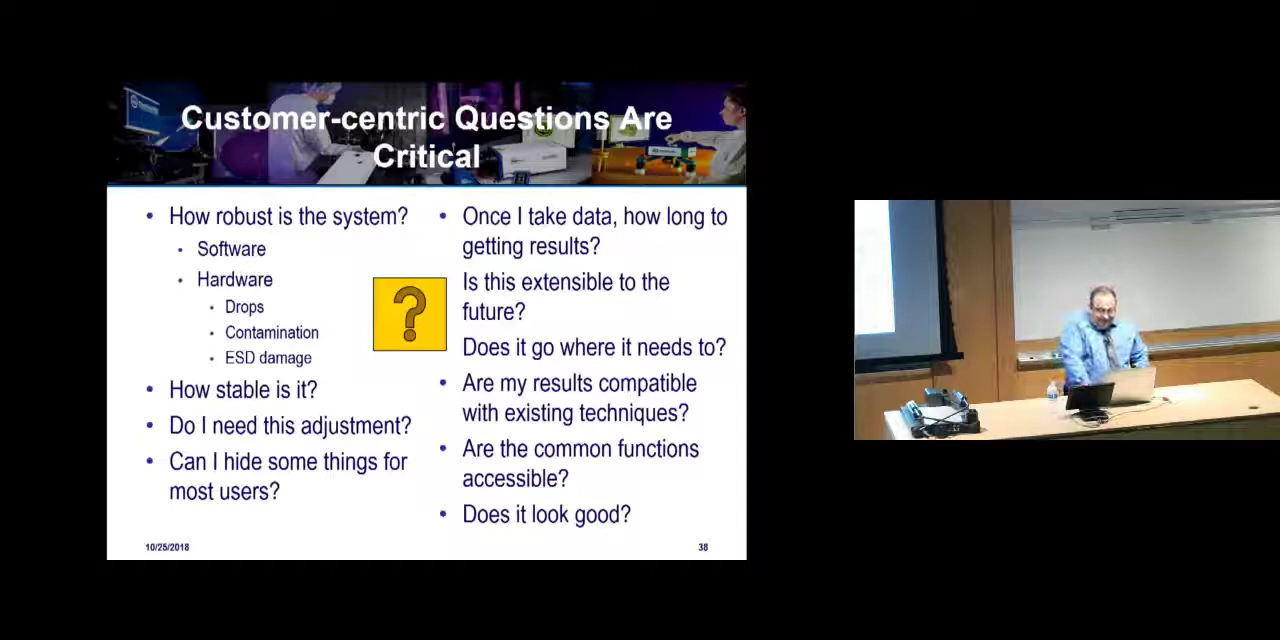 Customer-centric Questions Are
Critical
How robust is the system?
Software
Hardware
Drops
Contamination
ESD damage
How stable is it?
Do I need this adjustment?
Can I hide some things for
most users?
?
Once I take data, how long to
getting results?
Is this extensible to the
future?
Does it go where it needs to?
Are my results compatible
with existing techniques?
Are the common functions
accessible?
Does it look good?
10/25/2018
38